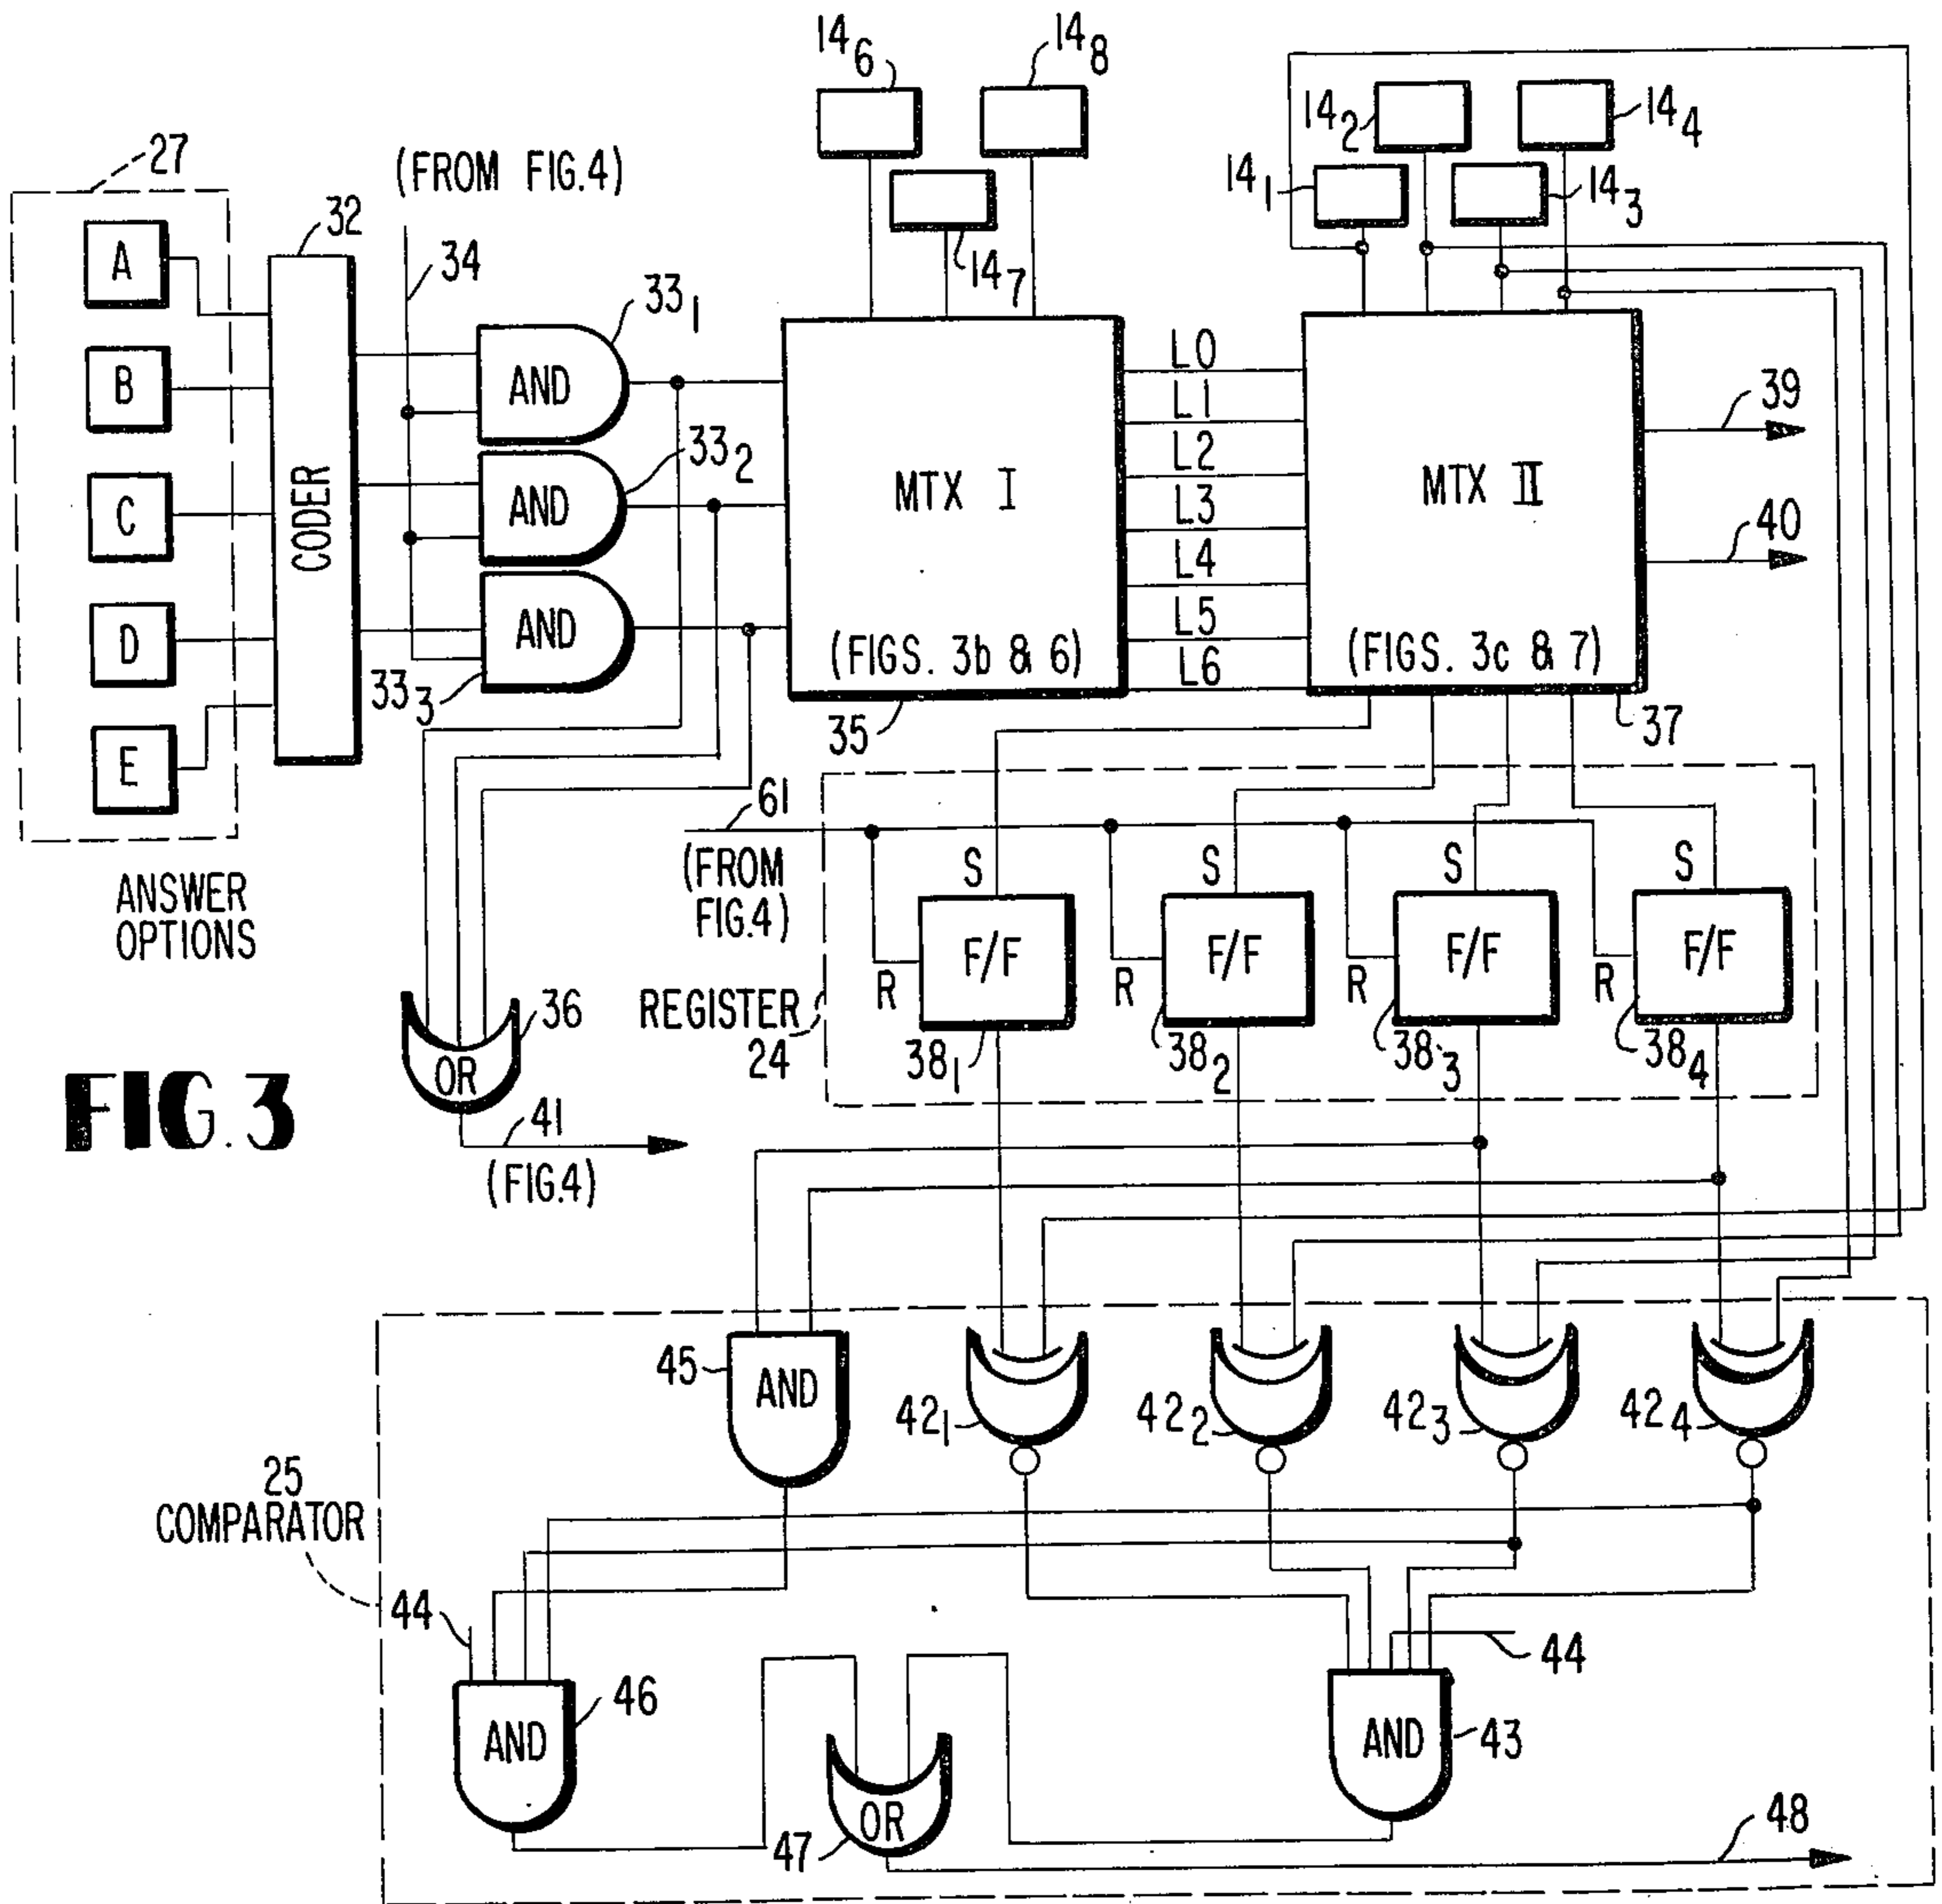 14₆
14₈
14₂
14₄
14₁
14₃
14₇
27
(FROM FIG.4)
32
34
A
B
C
D
E
CODER
33₁
AND
33₂
AND
AND
33₃
MTX I
(FIGS. 3b & 6)
35
L0
L1
L2
L3
L4
L5
L6
MTX II
(FIGS. 3c & 7)
37
39
40
ANSWER
OPTIONS
61
(FROM
FIG.4)
S
S
S
S
F/F
F/F
F/F
F/F
R
R
R
R
REGISTER
24
38₁
38₂
38₃
38₄
36
OR
41
(FIG.4)
FIG. 3
45
AND
42₁
42₂
42₃
42₄
25
COMPARATOR
44
44
AND
46
OR
47
AND
43
48